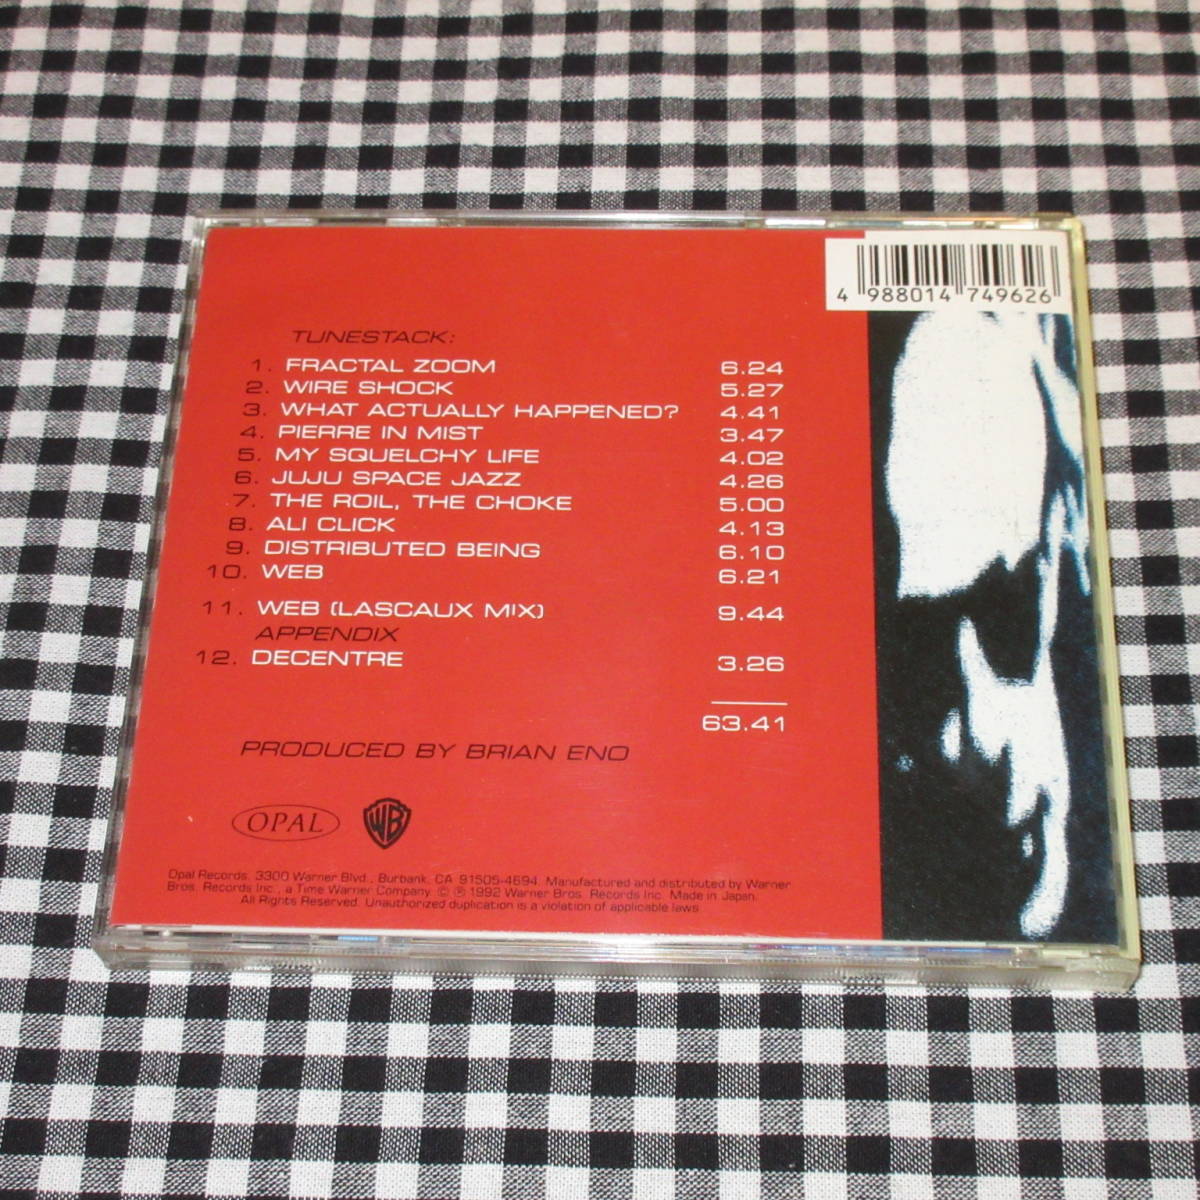 4 988014 749626
TUNESTACK:
1. FRACTAL ZOOM 6.24
2. WIRE SHOCK 5.27
3. WHAT ACTUALLY HAPPENED? 4.41
4. PIERRE IN MIST 3.47
5. MY SQUELCHY LIFE 4.02
6. JUJU SPACE JAZZ 4.26
7. THE ROIL, THE CHOKE 5.00
8. ALI CLICK 4.13
9. DISTRIBUTED BEING 6.10
10. WEB 6.21
11. WEB (LASCAUX MIX) 9.44
APPENDIX
12. DECENTRE 3.26
63.41
PRODUCED BY BRIAN ENO
OPAL WB
Opal Records, 3300 Warner Blvd., Burbank, CA 91505-4694. Manufactured and distributed by Warner
Bros. Records Inc., a Time Warner Company. © ℗ 1992 Warner Bros. Records Inc. Made in Japan.
All Rights Reserved. Unauthorized duplication is a violation of applicable laws.